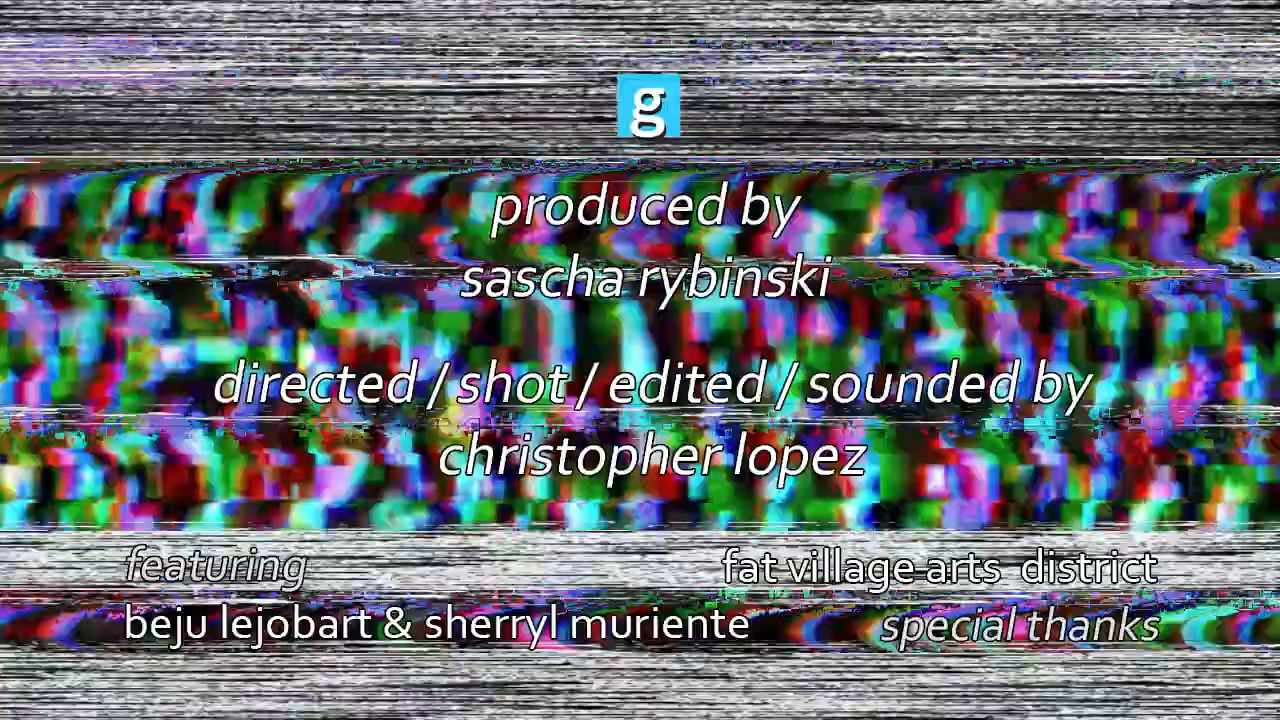 g
produced by
sascha rybinski
directed / shot / edited / sounded by
christopher lopez
featuring
beju lejobart & sherryl muriente
fat village arts district
special thanks